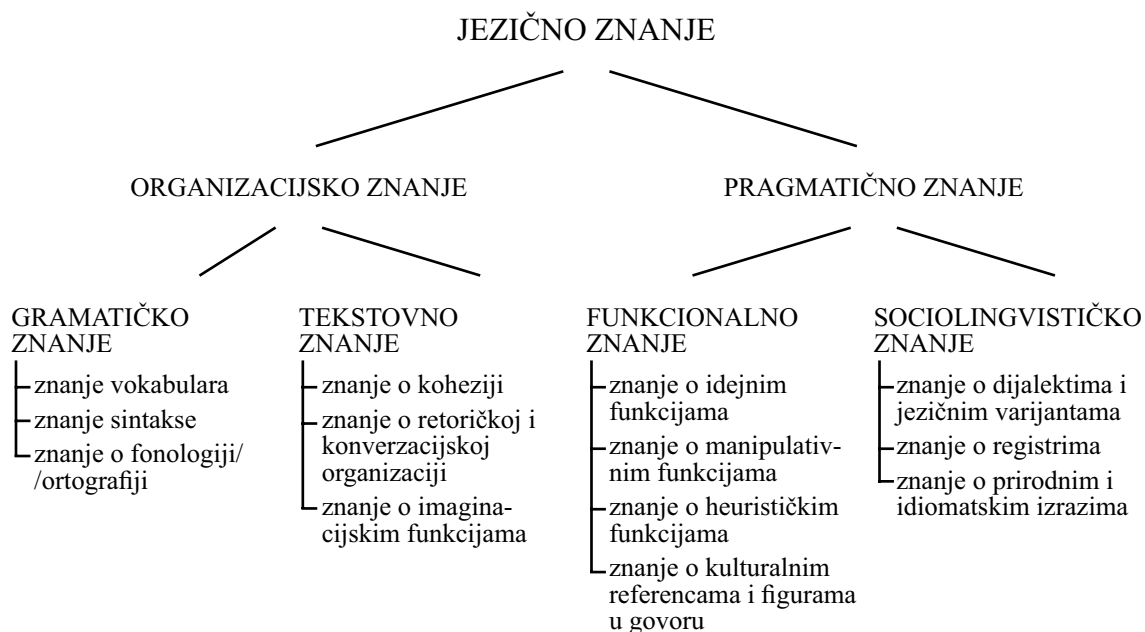 JEZIČNO ZNANJE
ORGANIZACIJSKO ZNANJE
PRAGMATIČNO ZNANJE
GRAMATIČKO
ZNANJE
znanje vokabulara
znanje sintakse
znanje o fonologiji/
/ortografiji
TEKSTOVNO
ZNANJE
znanje o koheziji
znanje o retoričkoj i
konverzacijskoj
organizaciji
znanje o imagina-
cijskim funkcijama
FUNKCIONALNO
ZNANJE
znanje o idejnim
funkcijama
znanje o manipulativ-
nim funkcijama
znanje o heurističkim
funkcijama
znanje o kulturalnim
referencama i figurama
u govoru
SOCIOLINGVISTIČKO
ZNANJE
znanje o dijalektima i
jezičnim varijantama
znanje o registrima
znanje o prirodnim i
idiomatskim izrazima